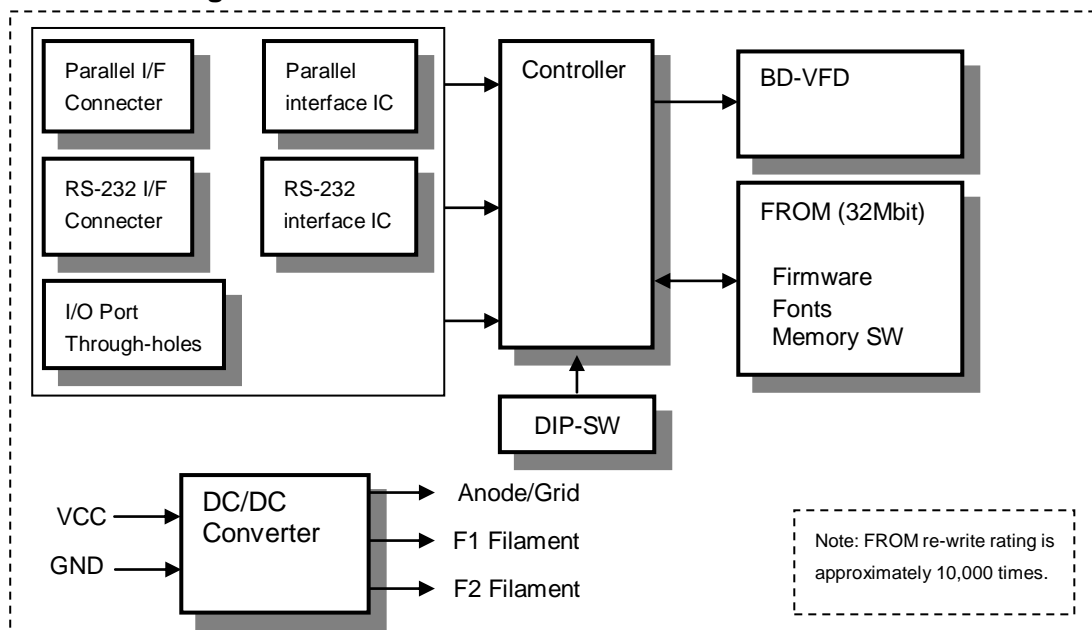 Parallel I/F
Connecter
Parallel
interface IC
RS-232 I/F
Connecter
RS-232
interface IC
I/O Port
Through-holes
Controller
BD-VFD
FROM (32Mbit)
Firmware
Fonts
Memory SW
DIP-SW
VCC
GND
DC/DC
Converter
Anode/Grid
F1 Filament
F2 Filament
Note: FROM re-write rating is
approximately 10,000 times.